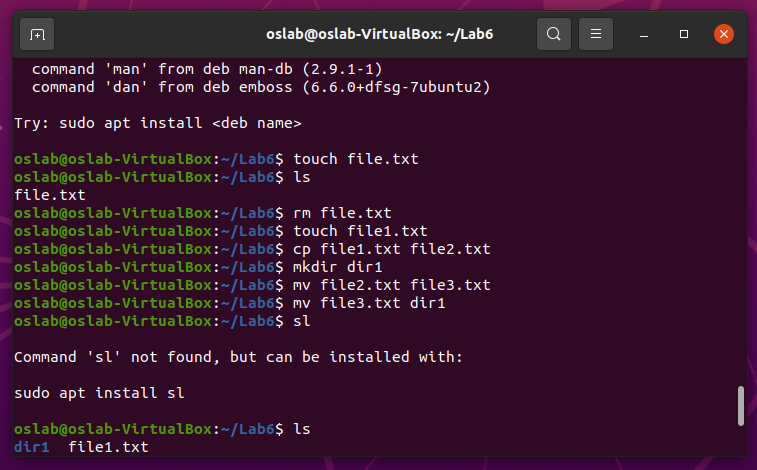 oslab@oslab-VirtualBox: ~/Lab6
command 'man' from deb man-db (2.9.1-1)
command 'dan' from deb emboss (6.6.0+dfsg-7ubuntu2)
Try: sudo apt install <deb name>
oslab@oslab-VirtualBox:~/Lab6$ touch file.txt
oslab@oslab-VirtualBox:~/Lab6$ ls
file.txt
oslab@oslab-VirtualBox:~/Lab6$ rm file.txt
oslab@oslab-VirtualBox:~/Lab6$ touch file1.txt
oslab@oslab-VirtualBox:~/Lab6$ cp file1.txt file2.txt
oslab@oslab-VirtualBox:~/Lab6$ mkdir dir1
oslab@oslab-VirtualBox:~/Lab6$ mv file2.txt file3.txt
oslab@oslab-VirtualBox:~/Lab6$ mv file3.txt dir1
oslab@oslab-VirtualBox:~/Lab6$ sl
Command 'sl' not found, but can be installed with:
sudo apt install sl
oslab@oslab-VirtualBox:~/Lab6$ ls
dir1  file1.txt